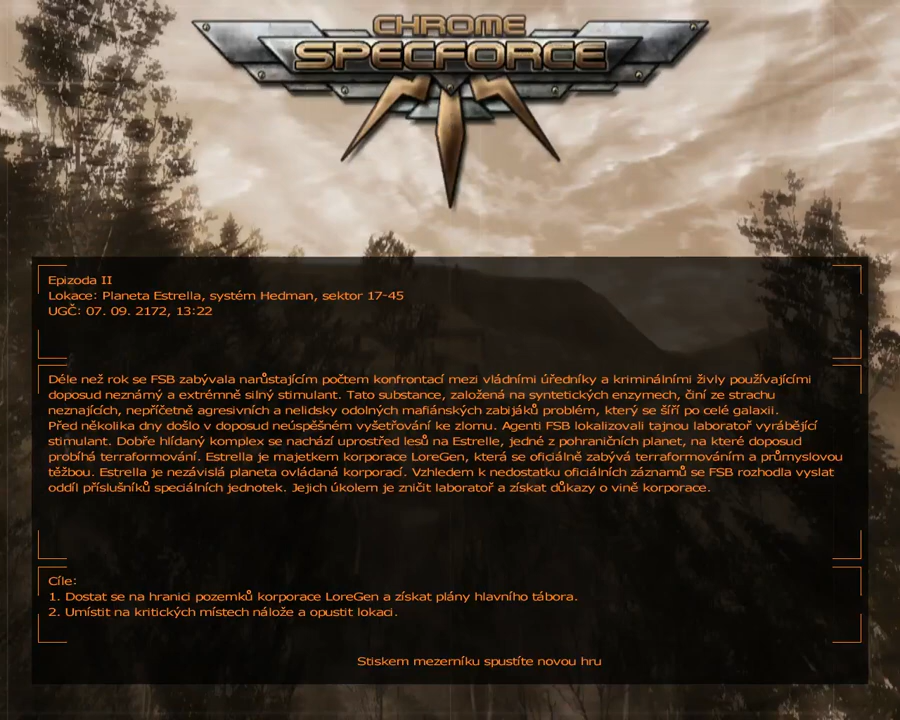 CHROME
SPECFORCE
Epizoda II
Lokace: Planeta Estrella, systém Hedman, sektor 17-45
UGČ: 07. 09. 2172, 13:22
Déle než rok se FSB zabývala narůstajícím počtem konfrontací mezi vládními úředníky a kriminálními živly používajícími
doposud neznámý a extrémně silný stimulant. Tato substance, založená na syntetických enzymech, činí ze strachu
neznajících, nepříčetně agresivních a nelidsky odolných mafiánských zabijáků problém, který se šíří po celé galaxii.
Před několika dny došlo v doposud neúspěšném vyšetřování ke zlomu. Agenti FSB lokalizovali tajnou laboratoř vyrábějící
stimulant. Dobře hlídaný komplex se nachází uprostřed lesů na Estrelle, jedné z pohraničních planet, na které doposud
probíhá terraformování. Estrella je majetkem korporace LoreGen, která se oficiálně zabývá terraformováním a průmyslovou
těžbou. Estrella je nezávislá planeta ovládaná korporací. Vzhledem k nedostatku oficiálních záznamů se FSB rozhodla vyslat
oddíl příslušníků speciálních jednotek. Jejich úkolem je zničit laboratoř a získat důkazy o vině korporace.
Cíle:
1. Dostat se na hranici pozemků korporace LoreGen a získat plány hlavního tábora.
2. Umístit na kritických místech nálože a opustit lokaci.
Stiskem mezerníku spustíte novou hru